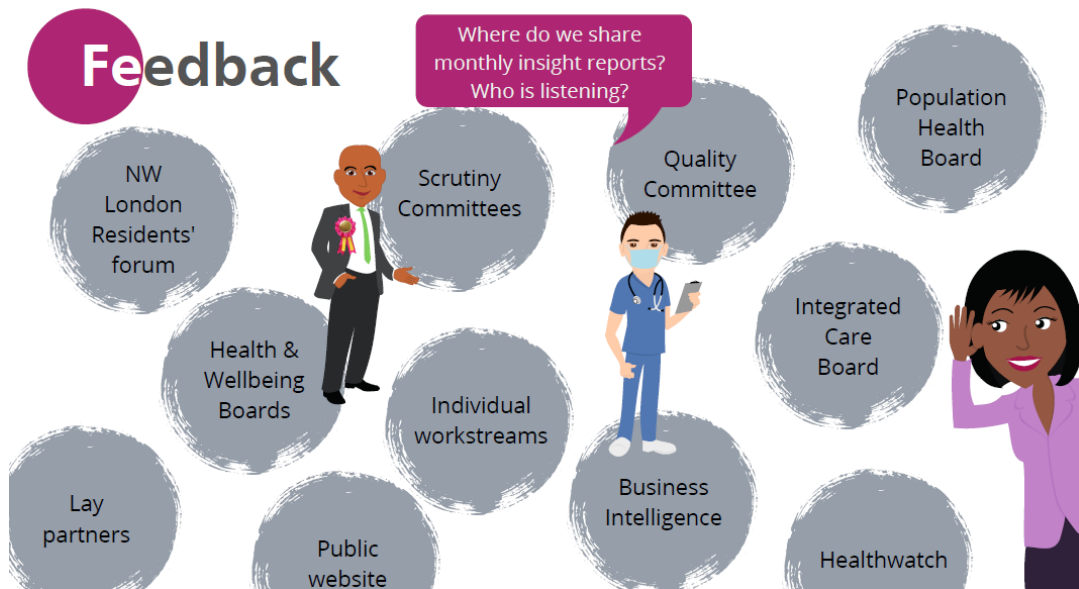 Feedback
Where do we share
monthly insight reports?
Who is listening?
NW
London
Residents'
forum
Scrutiny
Committees
Quality
Committee
Population
Health
Board
Health &
Wellbeing
Boards
Individual
workstreams
Integrated
Care
Board
Lay
partners
Public
website
Business
Intelligence
Healthwatch